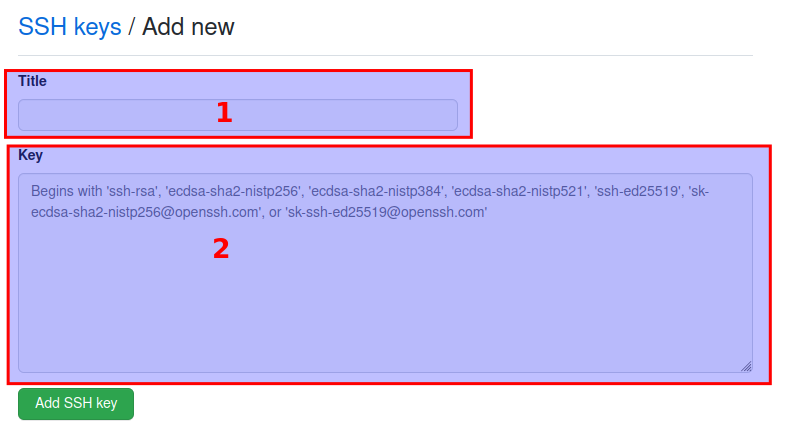 SSH keys / Add new
Title
1
Key
Begins with 'ssh-rsa', 'ecdsa-sha2-nistp256', 'ecdsa-sha2-nistp384', 'ecdsa-sha2-nistp521', 'ssh-ed25519', 'sk-
ecdsa-sha2-nistp256@openssh.com', or 'sk-ssh-ed25519@openssh.com'
2
Add SSH key